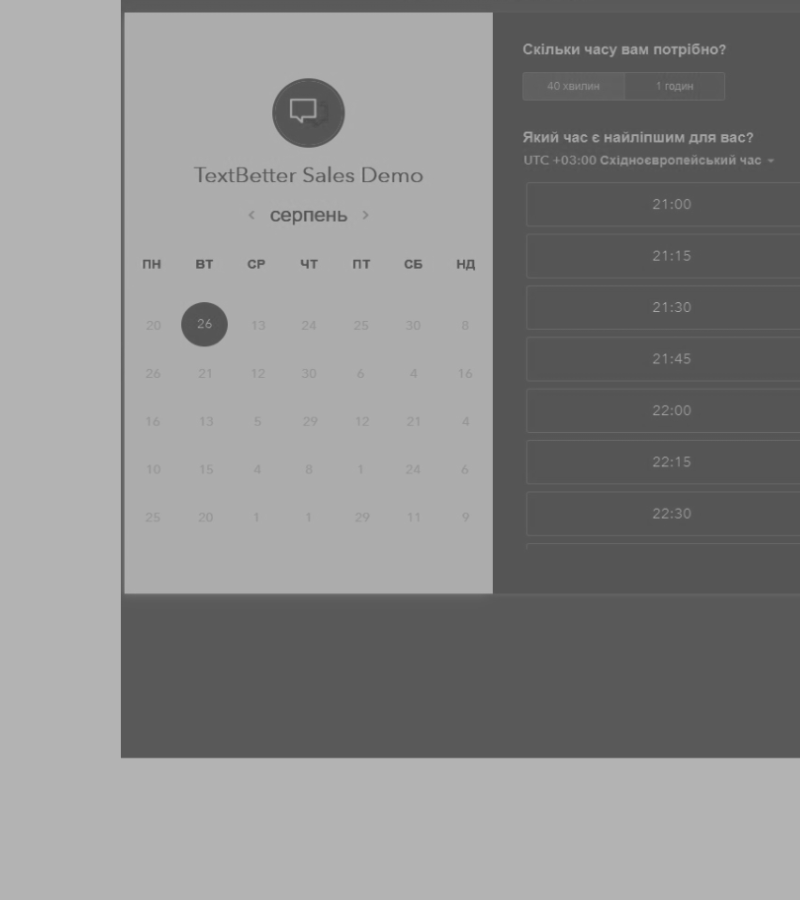 TextBetter Sales Demo
серпень
ПН ВТ СР ЧТ ПТ СБ НД
20 26 13 24 25 30 8
26 21 12 30 6 4 16
16 13 5 29 12 21 4
10 15 4 8 1 24 6
25 20 1 1 29 11 9
Скільки часу вам потрібно?
40 хвилин 1 годин
Який час є найліпшим для вас?
UTC +03:00 Східноєвропейський час
21:00
21:15
21:30
21:45
22:00
22:15
22:30